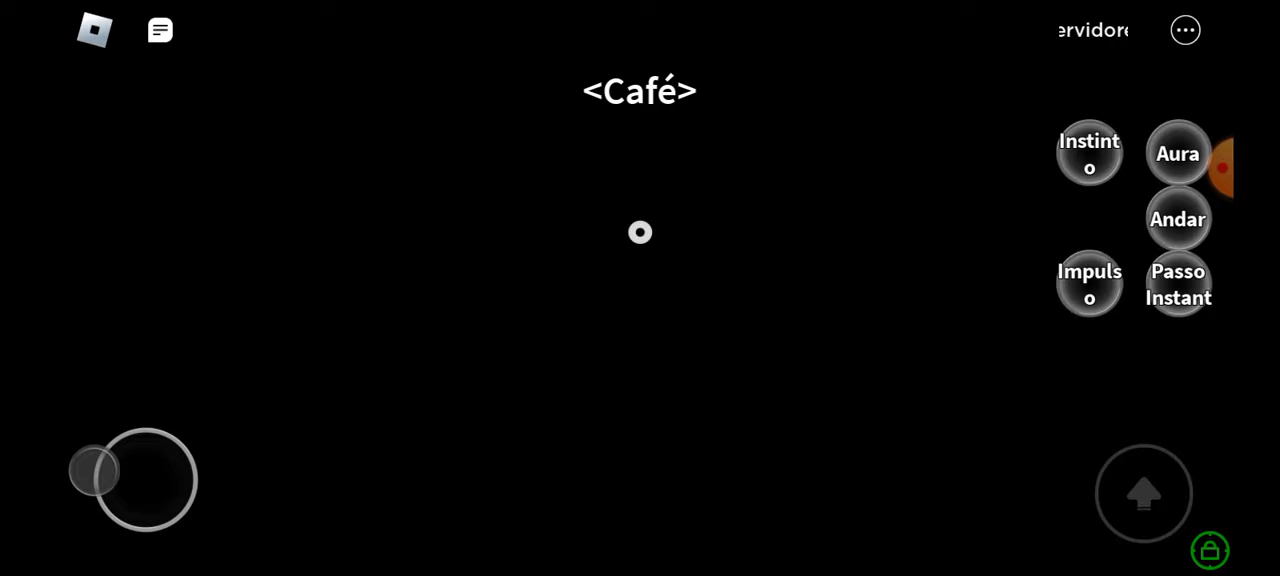 ervidore
<Café>
Instint
o
Aura
Andar
Impuls
o
Passo
Instant